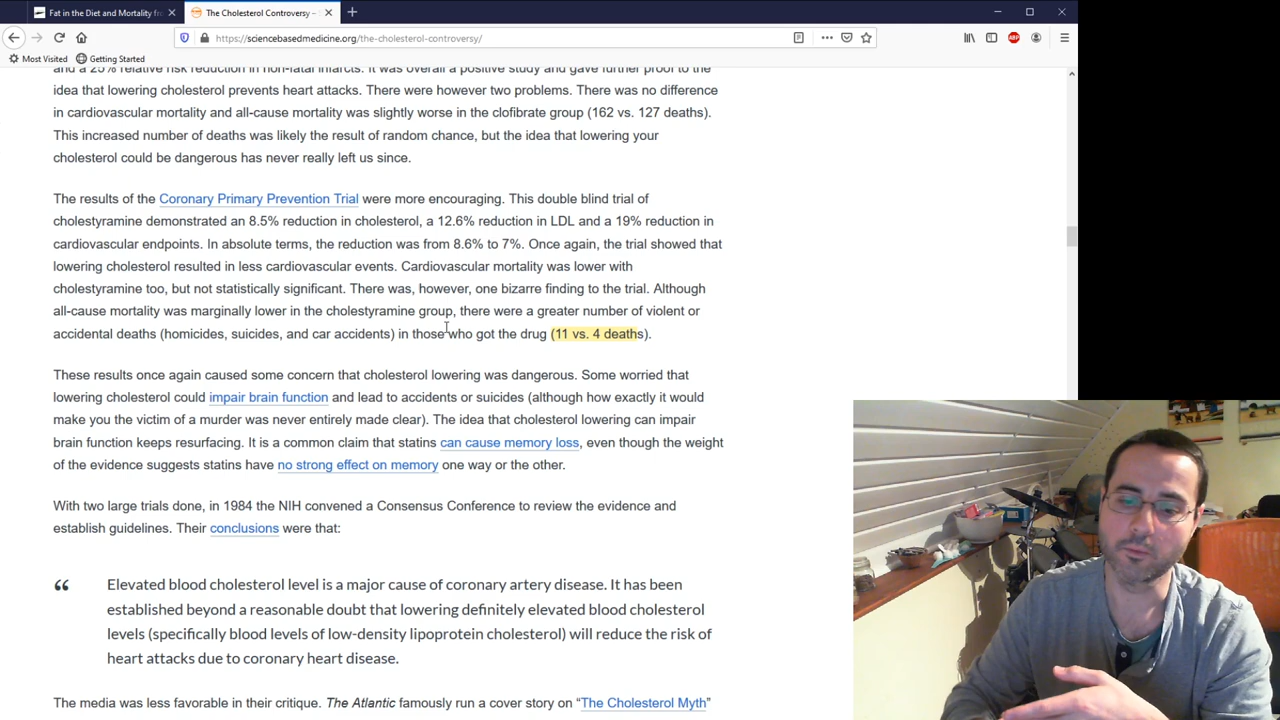 Fat in the Diet and Mortality fr
The Cholesterol Controversy –
https://sciencebasedmedicine.org/the-cholesterol-controversy/
ABP
Most Visited
Getting Started
and a 25% relative risk reduction in non-fatal infarcts. It was overall a positive study and gave further proof to the
idea that lowering cholesterol prevents heart attacks. There were however two problems. There was no difference
in cardiovascular mortality and all-cause mortality was slightly worse in the clofibrate group (162 vs. 127 deaths).
This increased number of deaths was likely the result of random chance, but the idea that lowering your
cholesterol could be dangerous has never really left us since.
The results of the Coronary Primary Prevention Trial were more encouraging. This double blind trial of
cholestyramine demonstrated an 8.5% reduction in cholesterol, a 12.6% reduction in LDL and a 19% reduction in
cardiovascular endpoints. In absolute terms, the reduction was from 8.6% to 7%. Once again, the trial showed that
lowering cholesterol resulted in less cardiovascular events. Cardiovascular mortality was lower with
cholestyramine too, but not statistically significant. There was, however, one bizarre finding to the trial. Although
all-cause mortality was marginally lower in the cholestyramine group, there were a greater number of violent or
accidental deaths (homicides, suicides, and car accidents) in those who got the drug (11 vs. 4 deaths).
These results once again caused some concern that cholesterol lowering was dangerous. Some worried that
lowering cholesterol could impair brain function and lead to accidents or suicides (although how exactly it would
make you the victim of a murder was never entirely made clear). The idea that cholesterol lowering can impair
brain function keeps resurfacing. It is a common claim that statins can cause memory loss, even though the weight
of the evidence suggests statins have no strong effect on memory one way or the other.
With two large trials done, in 1984 the NIH convened a Consensus Conference to review the evidence and
establish guidelines. Their conclusions were that:
“ Elevated blood cholesterol level is a major cause of coronary artery disease. It has been
established beyond a reasonable doubt that lowering definitely elevated blood cholesterol
levels (specifically blood levels of low-density lipoprotein cholesterol) will reduce the risk of
heart attacks due to coronary heart disease.
The media was less favorable in their critique. The Atlantic famously run a cover story on “The Cholesterol Myth”